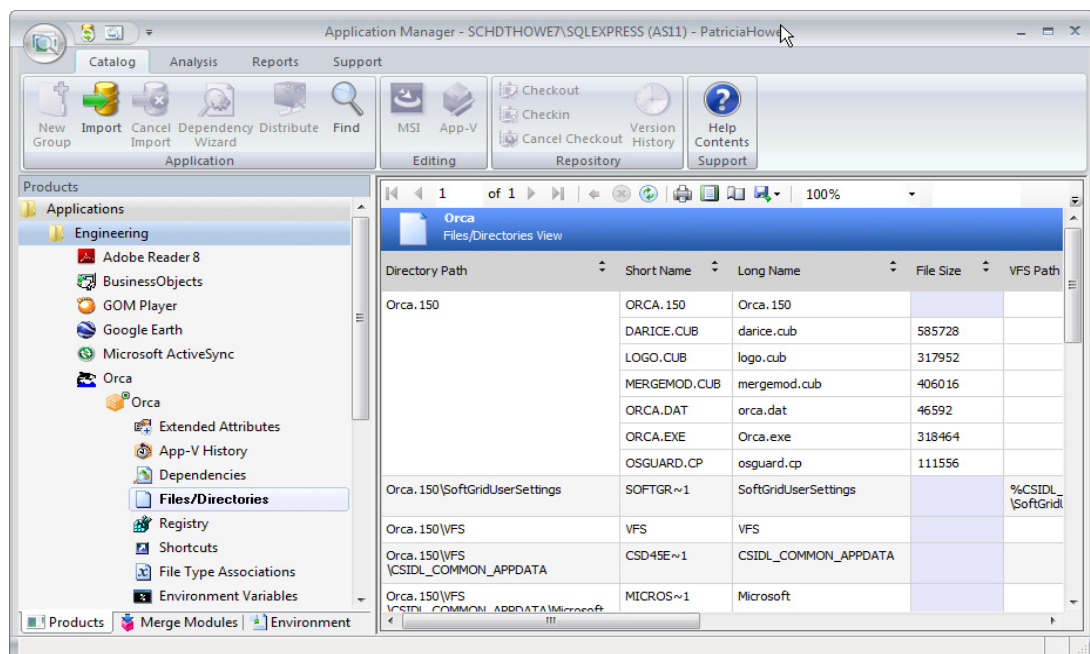 Application Manager - SCHDTHOWE7\SQLEXPRESS (AS11) - PatriciaHowe
Catalog Analysis Reports Support
New Group Import Cancel Import Dependency Wizard Distribute Find
Application
MSI App-V
Editing
Checkout
Checkin
Cancel Checkout
Version History
Repository
Help Contents
Support
Products
Applications
Engineering
Adobe Reader 8
BusinessObjects
GOM Player
Google Earth
Microsoft ActiveSync
Orca
Orca
Extended Attributes
App-V History
Dependencies
Files/Directories
Registry
Shortcuts
File Type Associations
Environment Variables
Products Merge Modules Environment
1 of 1 100%
Orca
Files/Directories View
Directory Path Short Name Long Name File Size VFS Path
Orca.150 ORCA.150 Orca.150
DARICE.CUB darice.cub 585728
LOGO.CUB logo.cub 317952
MERGEMOD.CUB mergemod.cub 406016
ORCA.DAT orca.dat 46592
ORCA.EXE Orca.exe 318464
OSGUARD.CP osguard.cp 111556
Orca.150\SoftGridUserSettings SOFTGR~1 SoftGridUserSettings %CSIDL_
\SoftGridU
Orca.150\VFS VFS VFS
Orca.150\VFS
\CSIDL_COMMON_APPDATA CSD45E~1 CSIDL_COMMON_APPDATA
Orca.150\VFS MICROS~1 Microsoft
\CSIDL_COMMON_APPDATA\Microsoft